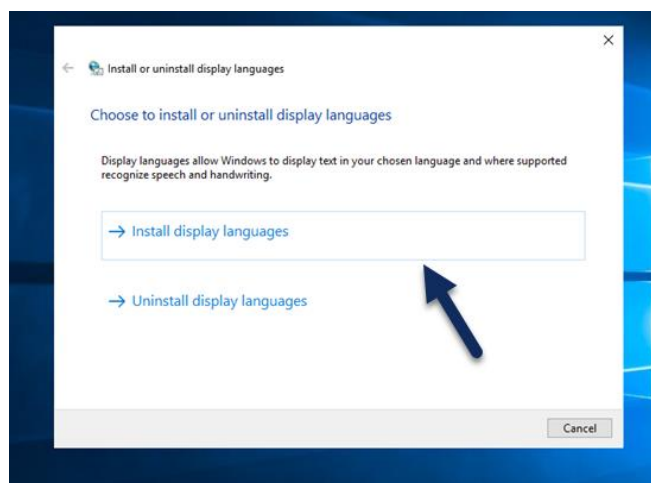 Install or uninstall display languages
Choose to install or uninstall display languages
Display languages allow Windows to display text in your chosen language and where supported
recognize speech and handwriting.
Install display languages
Uninstall display languages
Cancel